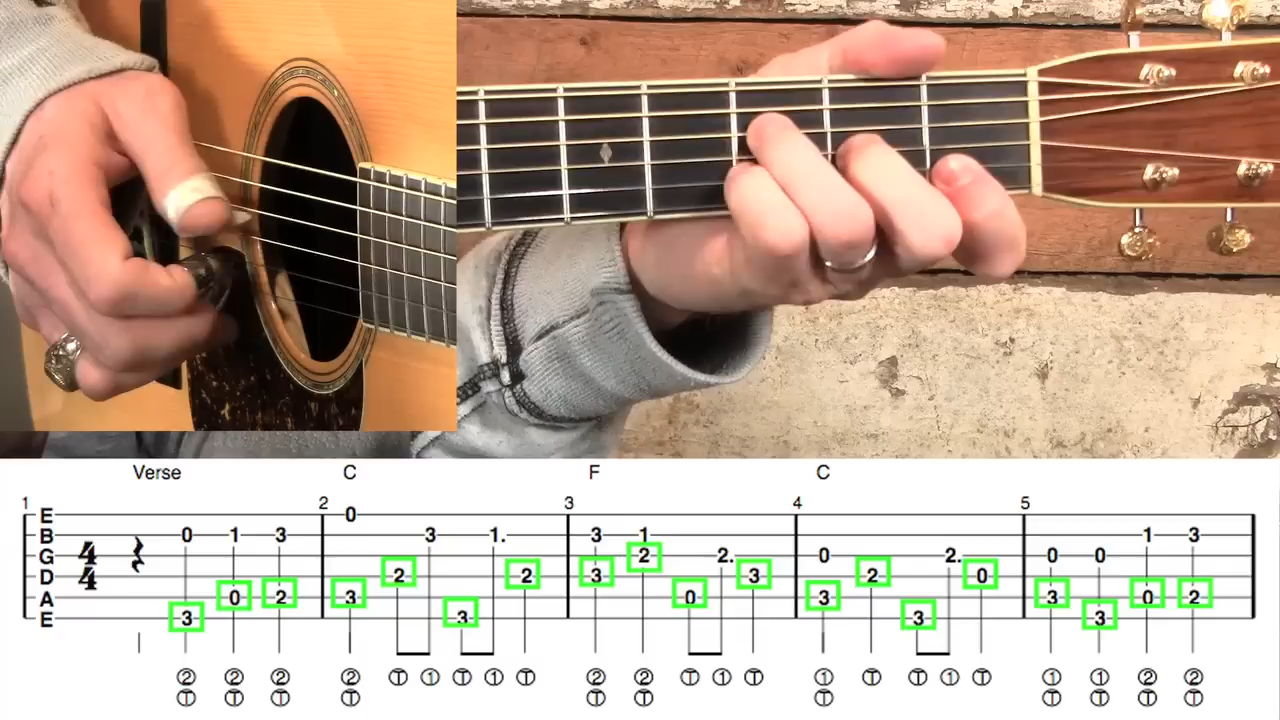 Verse C F C
1 2 3 4 5
E 0
B 0 1 3 3 1. 3 1 1 3
G 2 2. 0 2. 0 0
D 2 2 3 3 2 0
A 0 2 3 0 3 3 0 2
E 3 3 3 3
4 4
② ② ② ② Ⓣ ① Ⓣ ① Ⓣ ② ② Ⓣ ① Ⓣ ① Ⓣ Ⓣ ① Ⓣ ① ① ② ②
Ⓣ Ⓣ Ⓣ Ⓣ Ⓣ Ⓣ Ⓣ Ⓣ Ⓣ Ⓣ Ⓣ